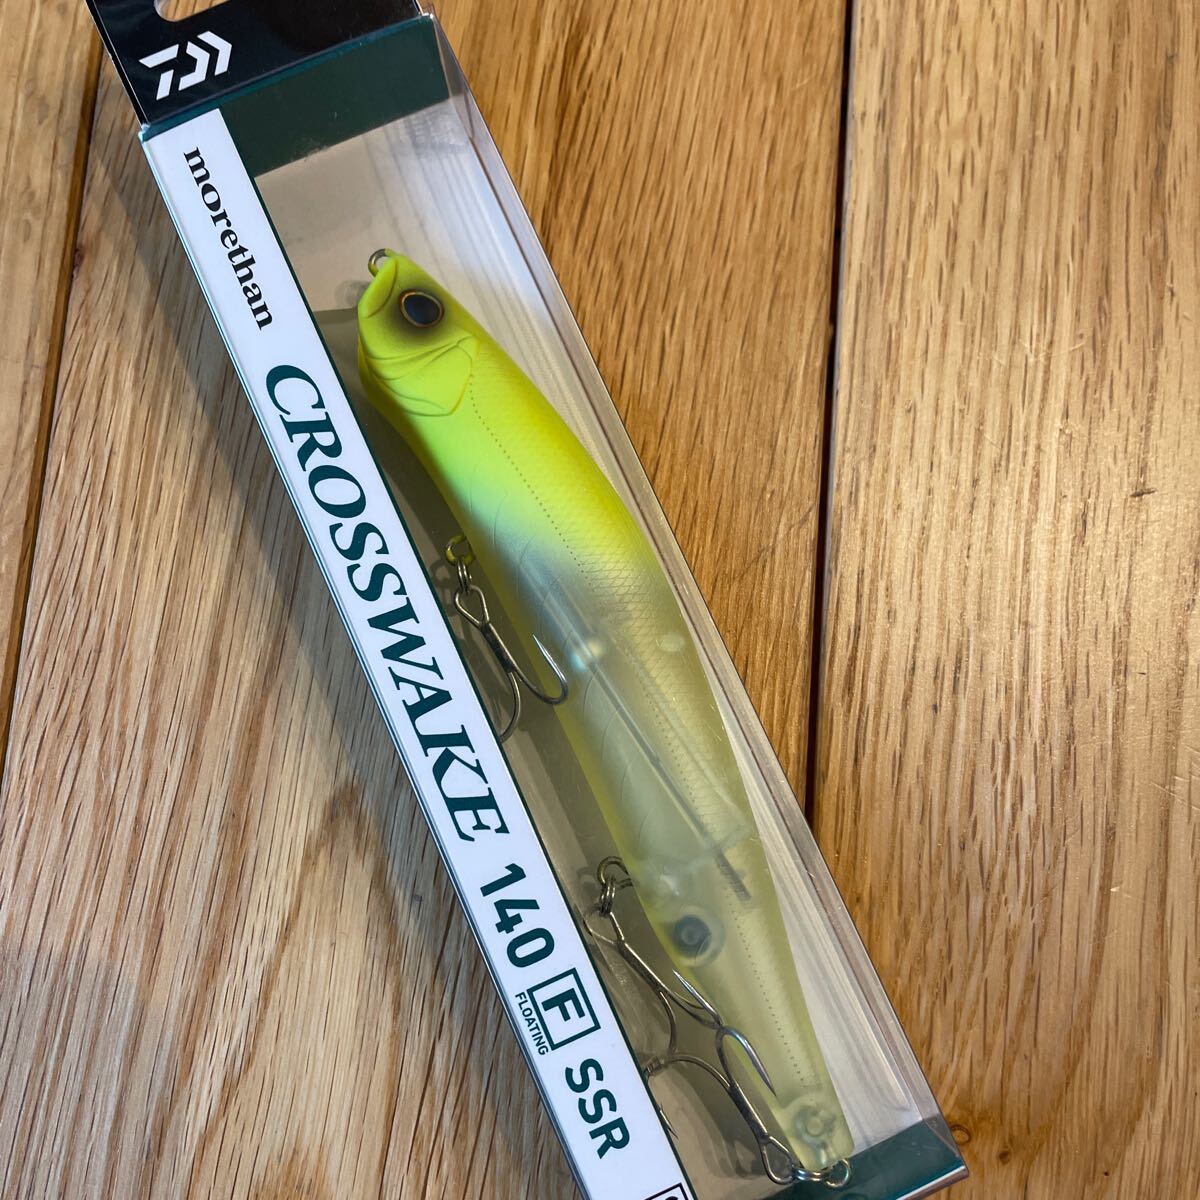 morethan
CROSSWAKE 140 F SSR
FLOATING